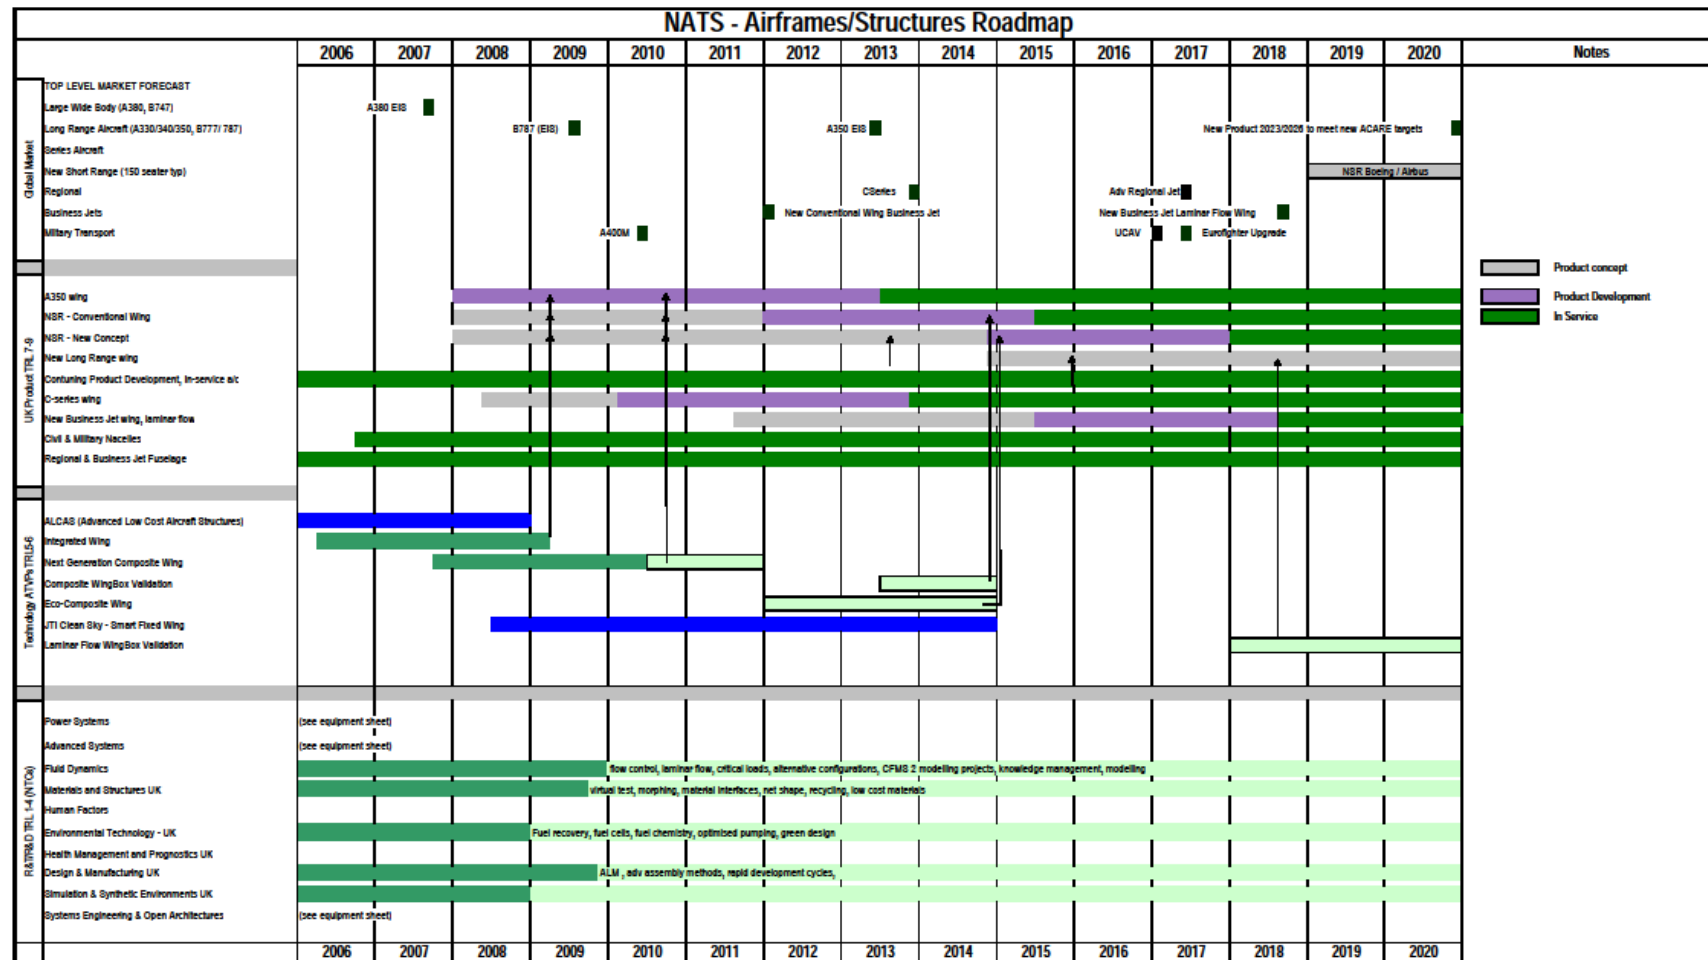 NATS - Airframes/Structures Roadmap
2006 2007 2008 2009 2010 2011 2012 2013 2014 2015 2016 2017 2018 2019 2020 Notes
Global Market
TOP LEVEL MARKET FORECAST
Large Wide Body (A380, B747) A380 EIS
Long Range Aircraft (A330/340/350, B777/ 787) B787 (EIS) A350 EIS New Product 2023/2026 to meet new ACARE targets
Series Aircraft
New Short Range (150 seater typ) NSR Boeing / Airbus
Regional CSeries Adv Regional Jet
Business Jets New Conventional Wing Business Jet New Business Jet Laminar Flow Wing
Military Transport A400M UCAV Eurofighter Upgrade
Product concept
Product Development
In Service
UK Product TRL 7-9
A350 wing
NSR - Conventional Wing
NSR - New Concept
New Long Range wing
Contuning Product Development, In-service a/c
C-series wing
New Business Jet wing, laminar flow
Civil & Military Nacelles
Regional & Business Jet Fuselage
Technology ATVPs TRL5-6
ALCAS (Advanced Low Cost Aircraft Structures)
Integrated Wing
Next Generation Composite Wing
Composite WingBox Validation
Eco-Composite Wing
JTI Clean Sky - Smart Fixed Wing
Laminar Flow WingBox Validation
TRL 1-4 (NTCs)
Power Systems (see equipment sheet)
Advanced Systems (see equipment sheet)
Fluid Dynamics flow control, laminar flow, critical loads, alternative configurations, CFMS 2 modelling projects, knowledge management, modelling
Materials and Structures UK virtual test, morphing, material interfaces, net shape, recycling, low cost materials
Human Factors
Environmental Technology - UK Fuel recovery, fuel cells, fuel chemistry, optimised pumping, green design
Health Management and Prognostics UK
Design & Manufacturing UK ALM , adv assembly methods, rapid development cycles,
Simulation & Synthetic Environments UK
Systems Engineering & Open Architectures (see equipment sheet)
2006 2007 2008 2009 2010 2011 2012 2013 2014 2015 2016 2017 2018 2019 2020